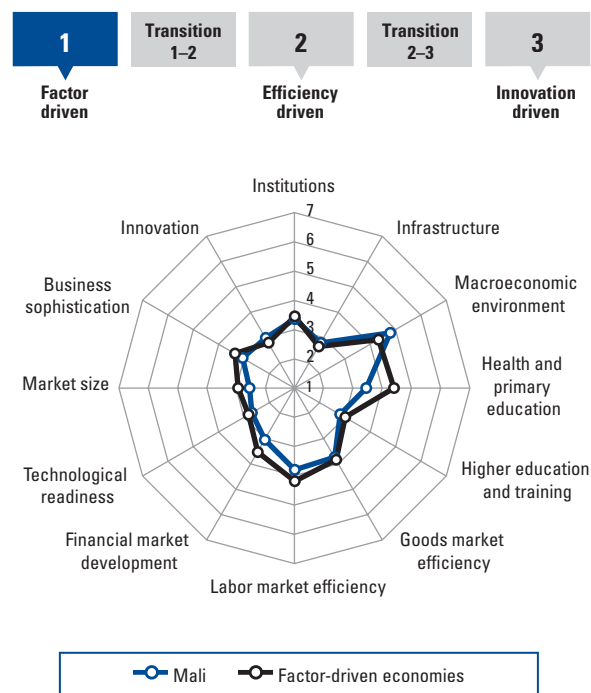 1
Transition
1–2
2
Transition
2–3
3
Factor
driven
Efficiency
driven
Innovation
driven
Institutions
Innovation
Infrastructure
Business
sophistication
Macroeconomic
environment
Market size
Health and
primary
education
Technological
readiness
Higher education
and training
Financial market
development
Goods market
efficiency
Labor market efficiency
7
6
5
4
3
2
1
Mali
Factor-driven economies